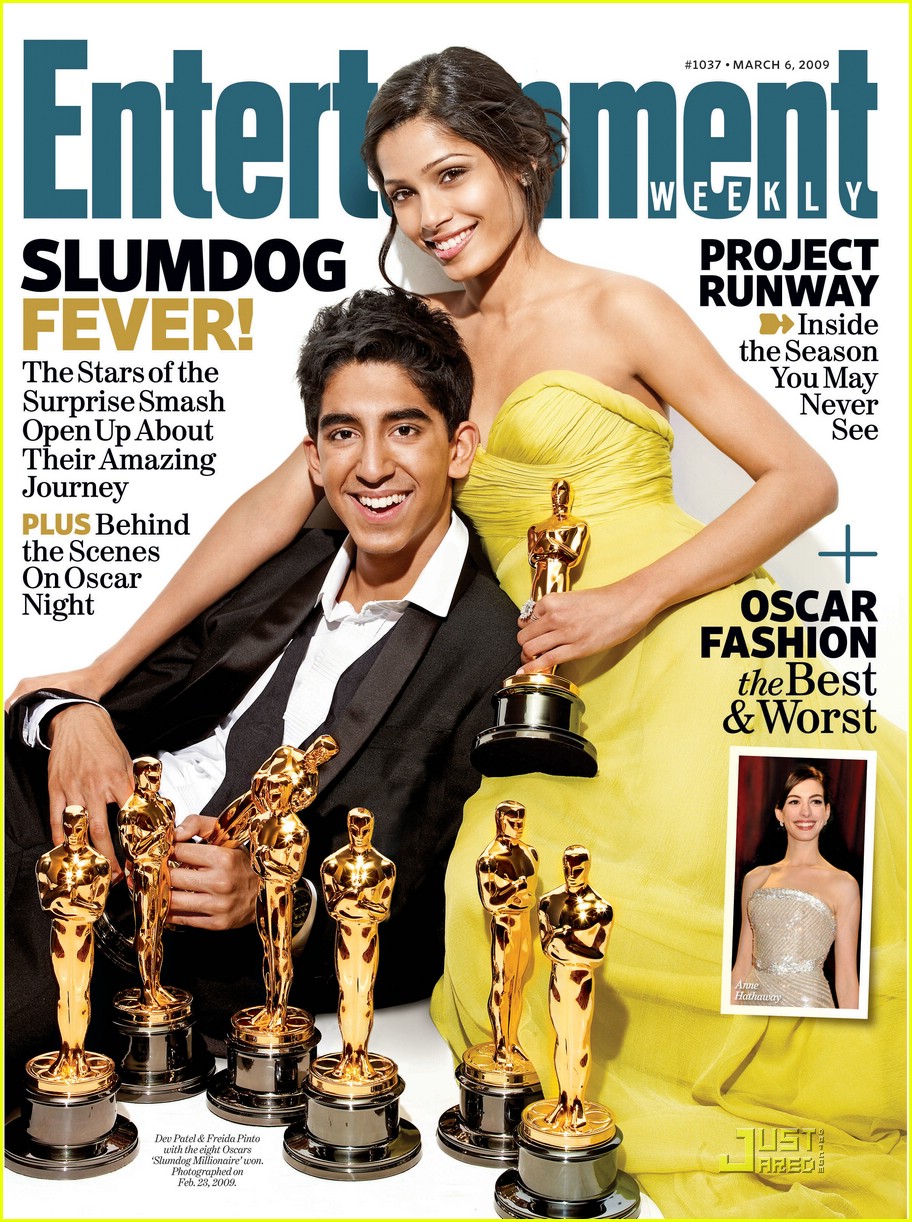 #1037 • MARCH 6, 2009
Entertainment
WEEKLY
SLUMDOG
FEVER!
The Stars of the
Surprise Smash
Open Up About
Their Amazing
Journey
PLUS Behind
the Scenes
On Oscar
Night
PROJECT
RUNWAY
Inside
the Season
You May
Never
See
OSCAR
FASHION
the Best
& Worst
Anne
Hathaway
Dev Patel & Freida Pinto
with the eight Oscars
‘Slumdog Millionaire’ won.
Photographed on
Feb. 23, 2009.
JUST
JARED